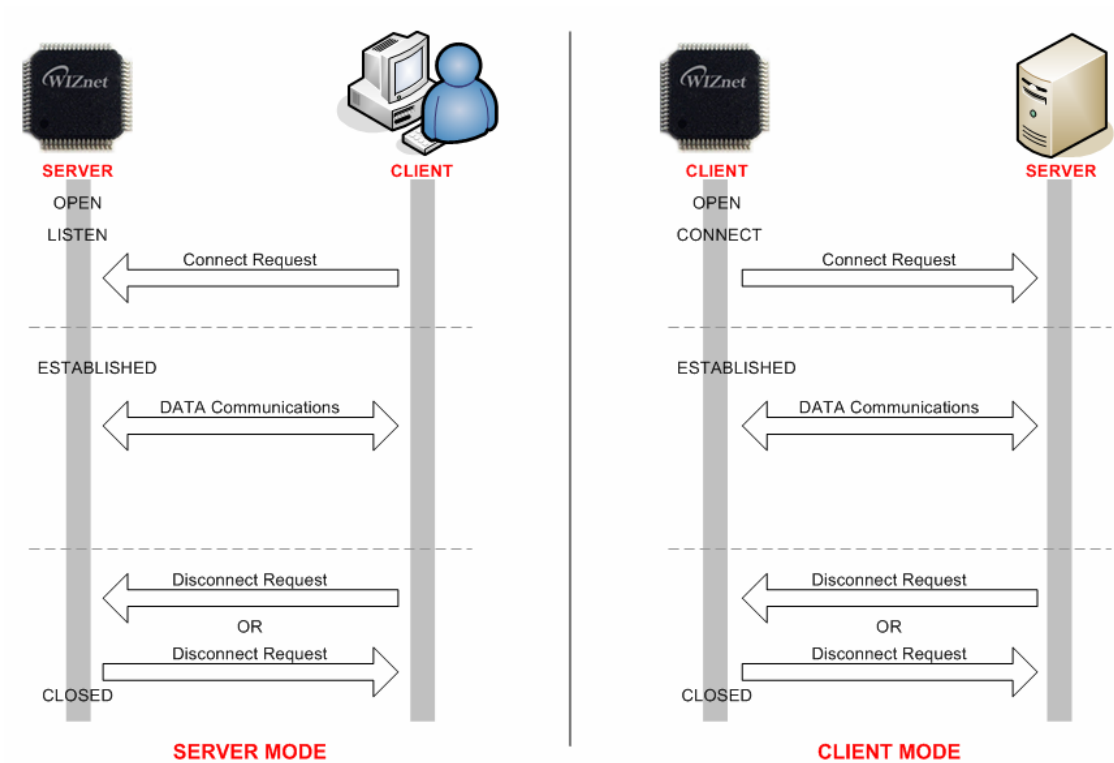 WIZnet
SERVER
CLIENT
OPEN
LISTEN
Connect Request
ESTABLISHED
DATA Communications
Disconnect Request
OR
Disconnect Request
CLOSED
SERVER MODE
WIZnet
CLIENT
SERVER
OPEN
CONNECT
Connect Request
ESTABLISHED
DATA Communications
Disconnect Request
OR
Disconnect Request
CLOSED
CLIENT MODE